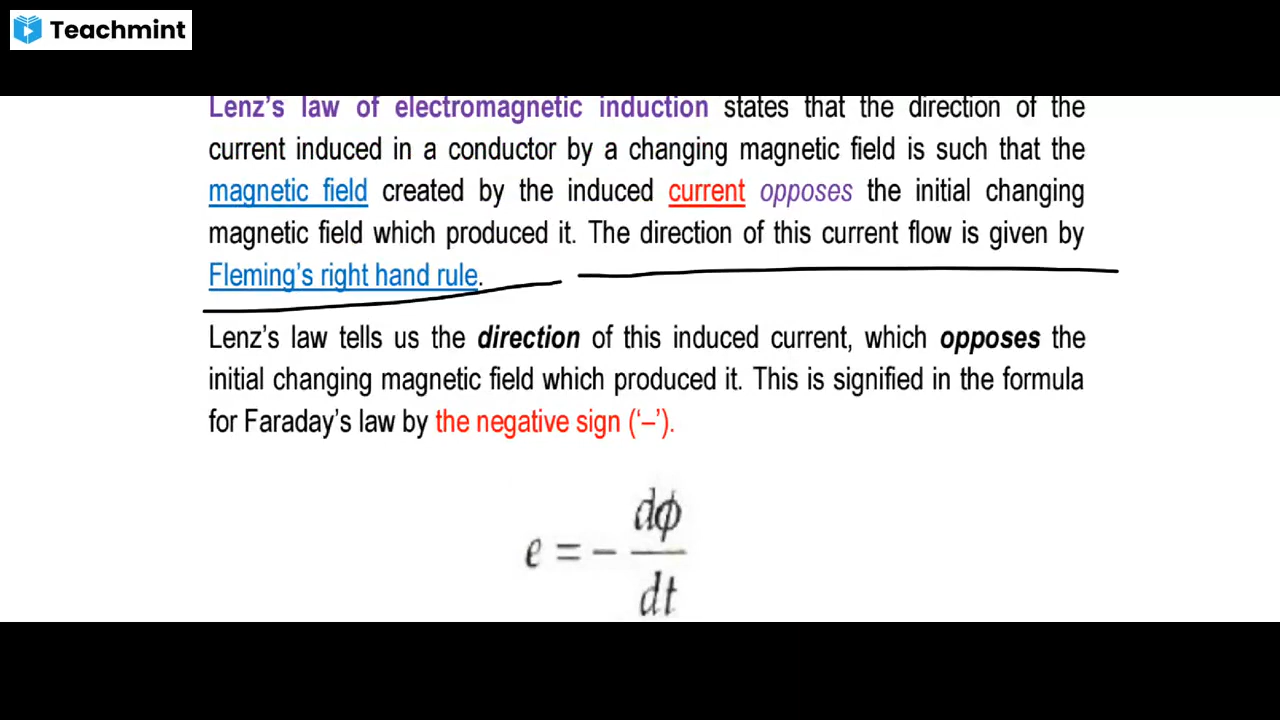 Teachmint
Lenz’s law of electromagnetic induction states that the direction of the
current induced in a conductor by a changing magnetic field is such that the
magnetic field created by the induced current opposes the initial changing
magnetic field which produced it. The direction of this current flow is given by
Fleming’s right hand rule.
Lenz’s law tells us the direction of this induced current, which opposes the
initial changing magnetic field which produced it. This is signified in the formula
for Faraday’s law by the negative sign (‘–’).
dϕ
e = –
dt